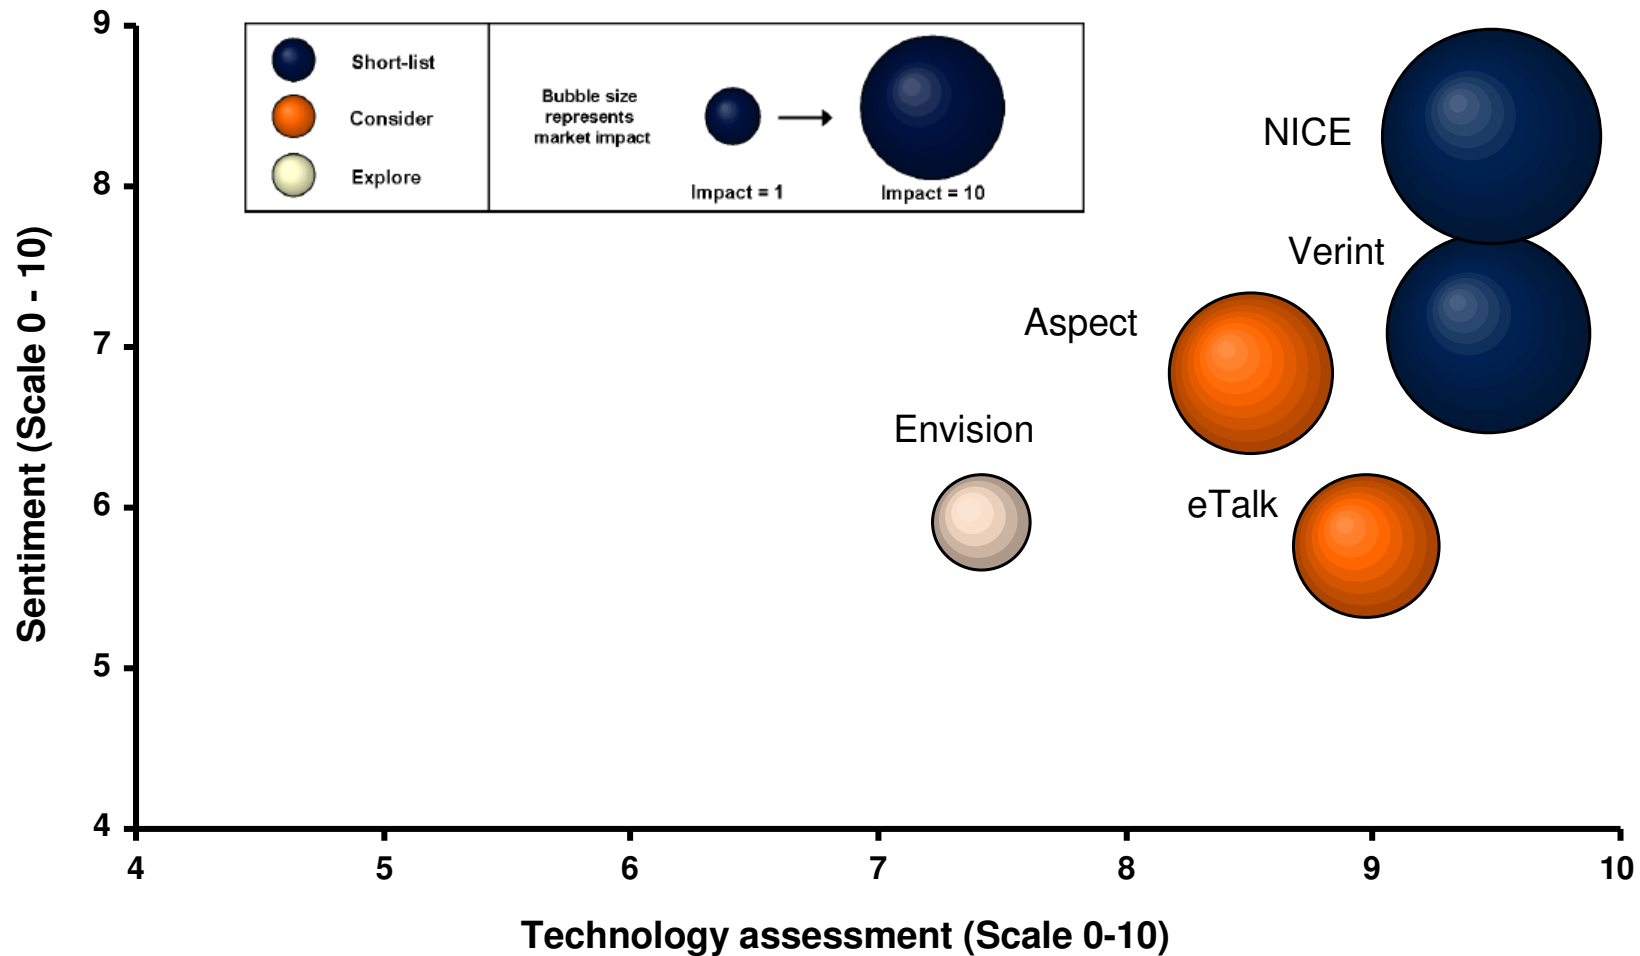 9
Short-list
Consider
Explore
Bubble size
represents
market impact
Impact = 1
Impact = 10
NICE
8
Verint
Aspect
7
Envision
eTalk
6
5
4
Sentiment (Scale 0 - 10)
4 5 6 7 8 9 10
Technology assessment (Scale 0-10)